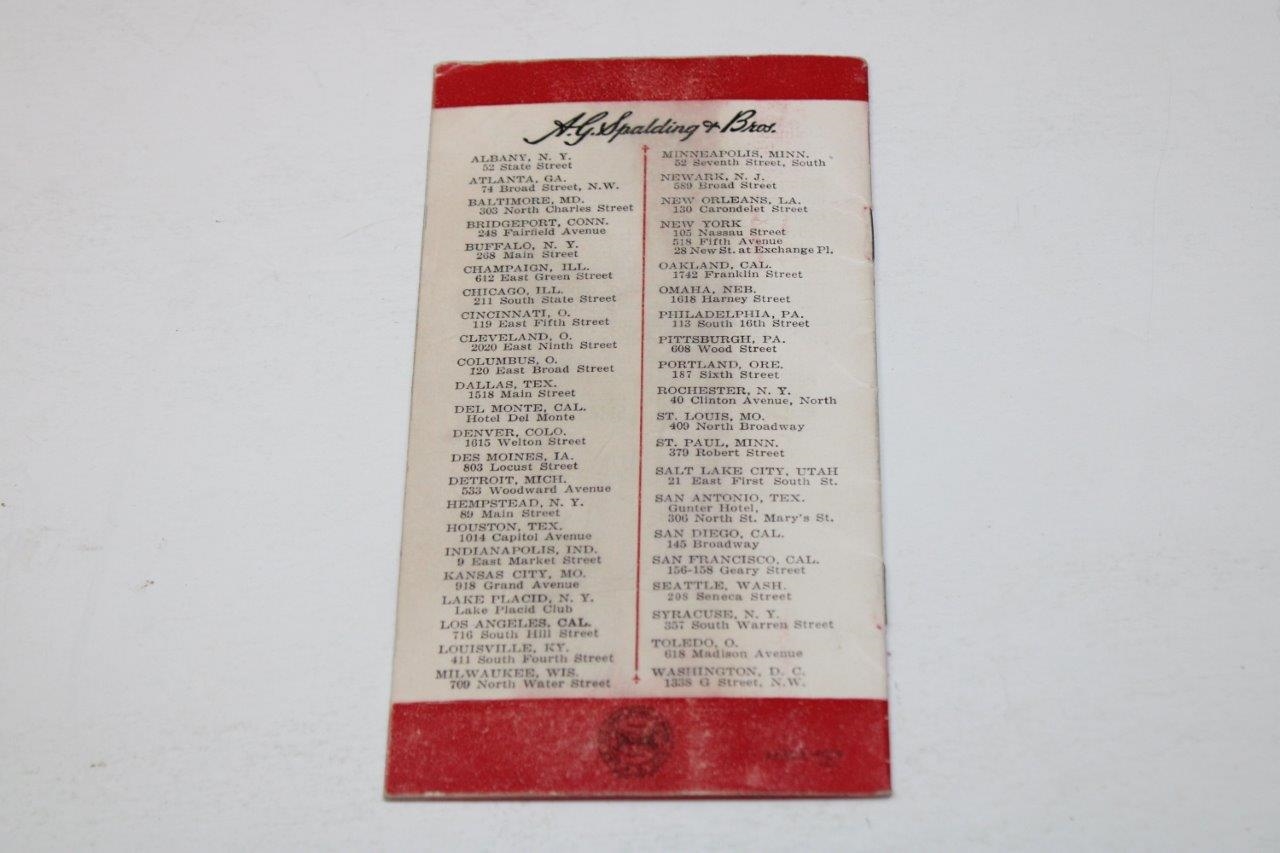 A.G. Spalding & Bros.
ALBANY, N. Y.
52 State Street
ATLANTA, GA.
74 Broad Street, N.W.
BALTIMORE, MD.
303 North Charles Street
BRIDGEPORT, CONN.
248 Fairfield Avenue
BUFFALO, N. Y.
268 Main Street
CHAMPAIGN, ILL.
612 East Green Street
CHICAGO, ILL.
211 South State Street
CINCINNATI, O.
119 East Fifth Street
CLEVELAND, O.
2020 East Ninth Street
COLUMBUS, O.
120 East Broad Street
DALLAS, TEX.
1518 Main Street
DEL MONTE, CAL.
Hotel Del Monte
DENVER, COLO.
1615 Welton Street
DES MOINES, IA.
803 Locust Street
DETROIT, MICH.
533 Woodward Avenue
HEMPSTEAD, N. Y.
89 Main Street
HOUSTON, TEX.
1014 Capitol Avenue
INDIANAPOLIS, IND.
9 East Market Street
KANSAS CITY, MO.
918 Grand Avenue
LAKE PLACID, N. Y.
Lake Placid Club
LOS ANGELES, CAL.
716 South Hill Street
LOUISVILLE, KY.
411 South Fourth Street
MILWAUKEE, WIS.
709 North Water Street
MINNEAPOLIS, MINN.
52 Seventh Street, South
NEWARK, N. J.
589 Broad Street
NEW ORLEANS, LA.
130 Carondelet Street
NEW YORK
105 Nassau Street
518 Fifth Avenue
28 New St. at Exchange Pl.
OAKLAND, CAL.
1742 Franklin Street
OMAHA, NEB.
1618 Harney Street
PHILADELPHIA, PA.
113 South 16th Street
PITTSBURGH, PA.
608 Wood Street
PORTLAND, ORE.
187 Sixth Street
ROCHESTER, N. Y.
40 Clinton Avenue, North
ST. LOUIS, MO.
409 North Broadway
ST. PAUL, MINN.
379 Robert Street
SALT LAKE CITY, UTAH
21 East First South St.
SAN ANTONIO, TEX.
Gunter Hotel,
306 North St. Mary's St.
SAN DIEGO, CAL.
145 Broadway
SAN FRANCISCO, CAL.
156-158 Geary Street
SEATTLE, WASH.
208 Seneca Street
SYRACUSE, N. Y.
357 South Warren Street
TOLEDO, O.
618 Madison Avenue
WASHINGTON, D. C.
1338 G Street, N.W.